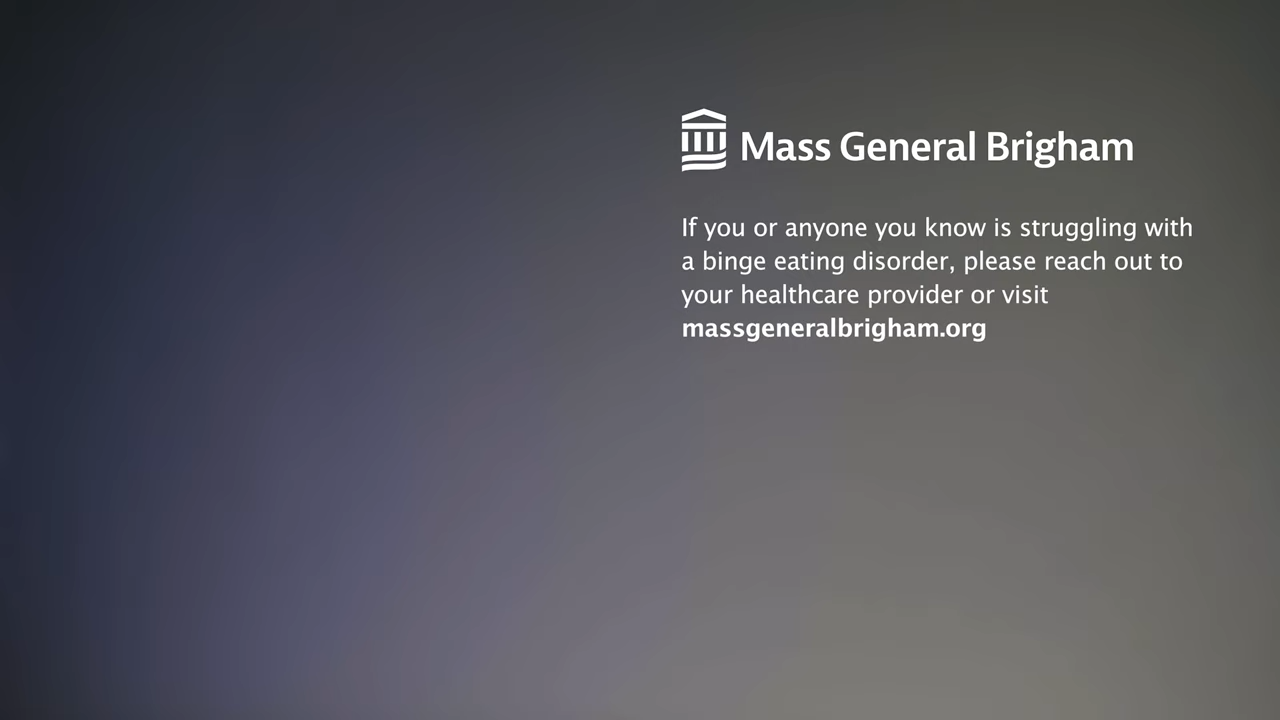 Mass General Brigham
If you or anyone you know is struggling with
a binge eating disorder, please reach out to
your healthcare provider or visit
massgeneralbrigham.org